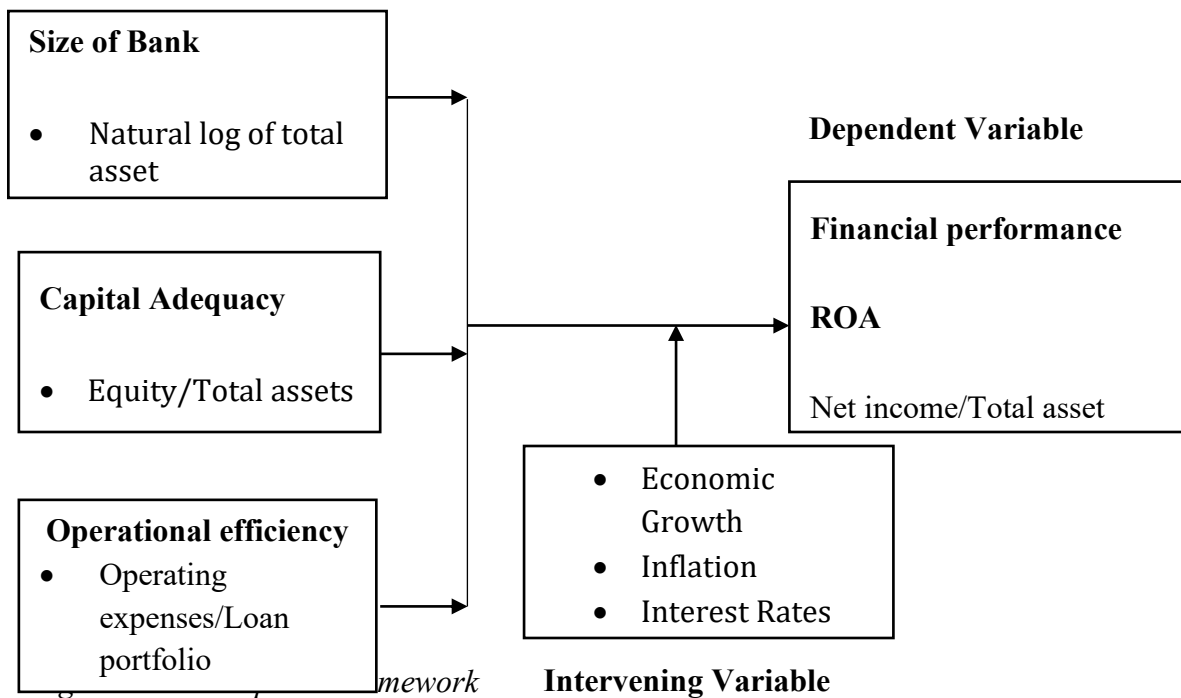 Size of Bank
• Natural log of total
asset
Capital Adequacy
• Equity/Total assets
Operational efficiency
• Operating
expenses/Loan
portfolio
Dependent Variable
Financial performance
ROA
Net income/Total asset
• Economic
Growth
• Inflation
• Interest Rates
Intervening Variable